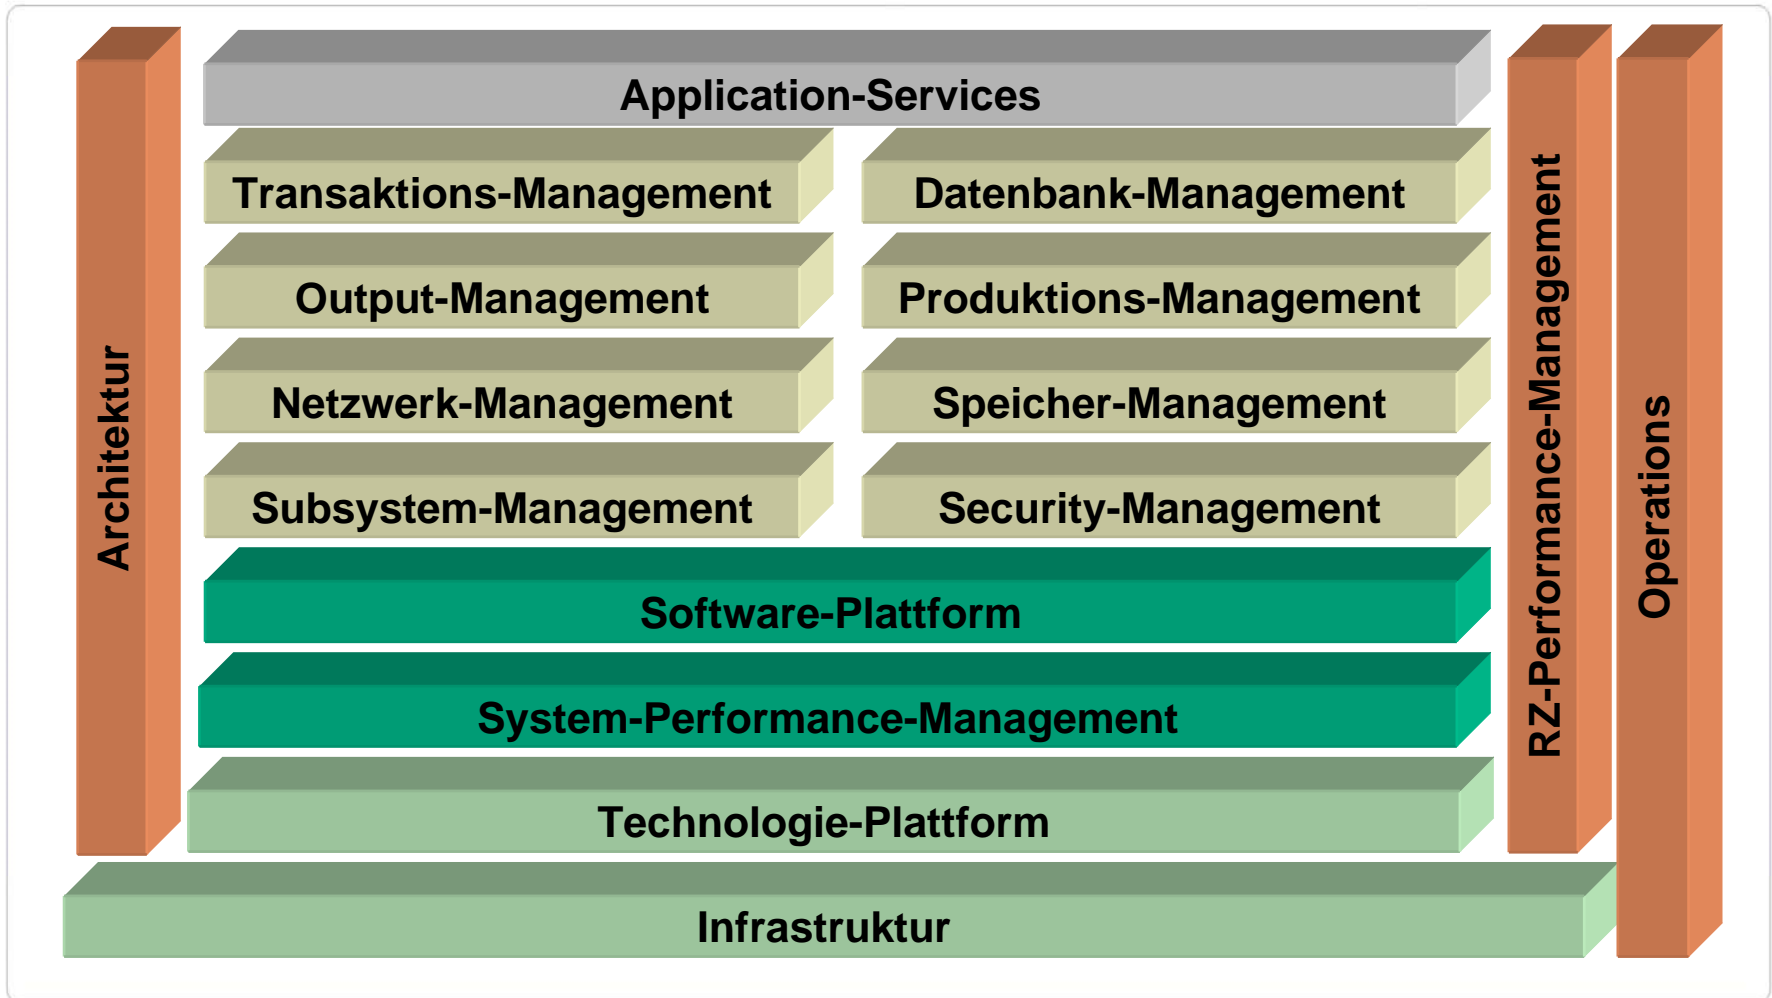 Application-Services
Transaktions-Management
Datenbank-Management
Output-Management
Produktions-Management
Netzwerk-Management
Speicher-Management
Subsystem-Management
Security-Management
Software-Plattform
System-Performance-Management
Technologie-Plattform
Infrastruktur
Architektur
RZ-Performance-Management
Operations